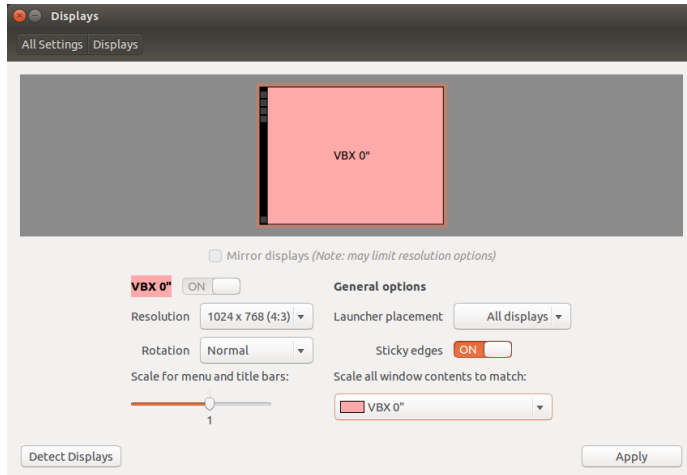 Displays
All Settings Displays
VBX 0"
Mirror displays (Note: may limit resolution options)
VBX 0" ON
General options
Resolution 1024 x 768 (4:3)
Launcher placement All displays
Rotation Normal
Sticky edges ON
Scale for menu and title bars:
Scale all window contents to match:
1
VBX 0"
Detect Displays
Apply